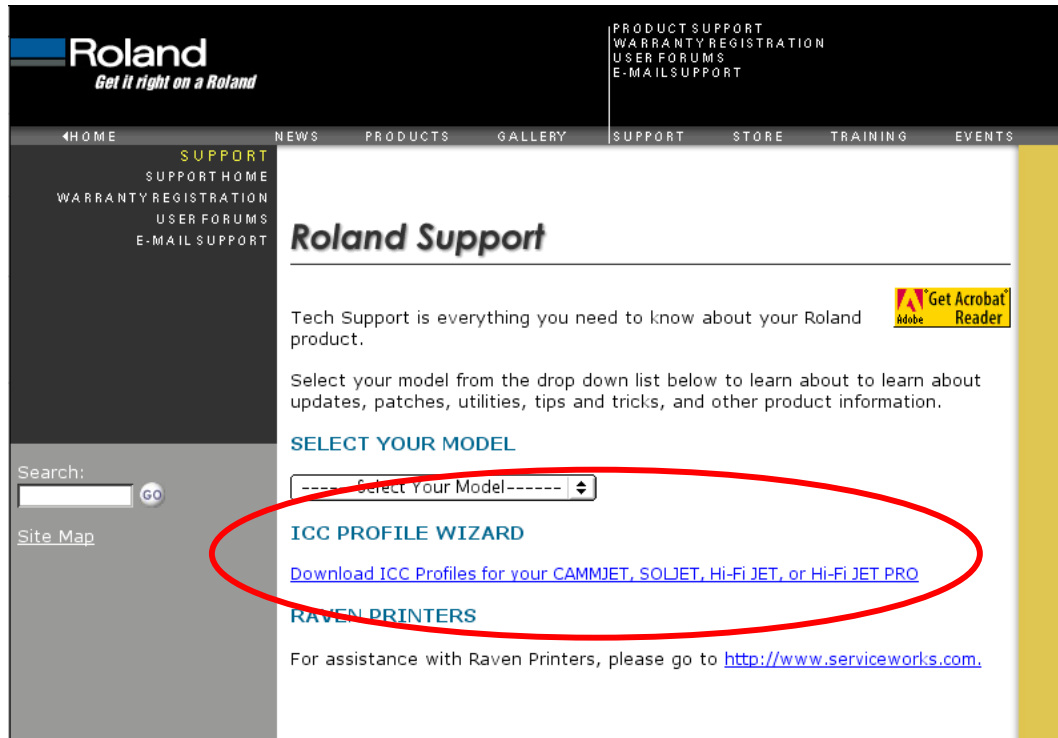 Roland
Get it right on a Roland
PRODUCT SUPPORT
WARRANTY REGISTRATION
USER FORUMS
E-MAIL SUPPORT
HOME NEWS PRODUCTS GALLERY SUPPORT STORE TRAINING EVENTS
SUPPORT
SUPPORT HOME
WARRANTY REGISTRATION
USER FORUMS
E-MAIL SUPPORT
Search:
GO
Site Map
Roland Support
Adobe
Get Acrobat
Reader
Tech Support is everything you need to know about your Roland
product.
Select your model from the drop down list below to learn about to learn about
updates, patches, utilities, tips and tricks, and other product information.
SELECT YOUR MODEL
----- Select Your Model------
ICC PROFILE WIZARD
Download ICC Profiles for your CAMMJET, SOLJET, Hi-Fi JET, or Hi-Fi JET PRO
RAVEN PRINTERS
For assistance with Raven Printers, please go to http://www.serviceworks.com.